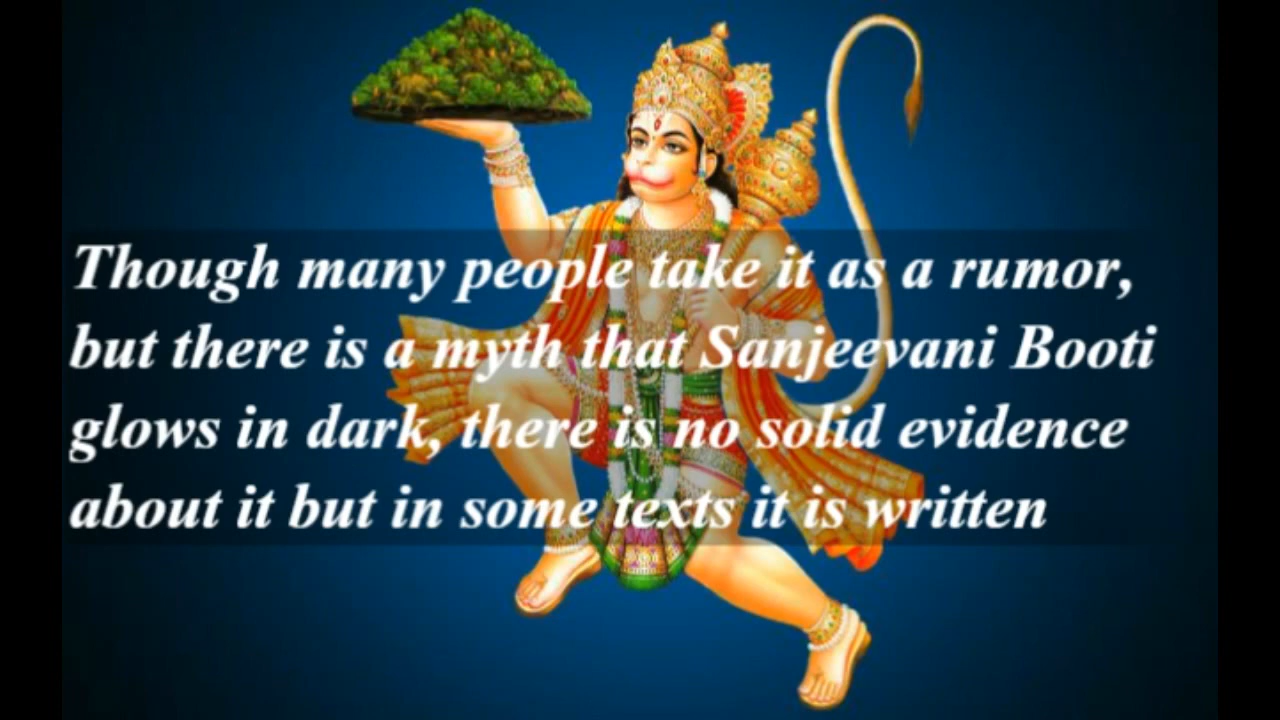 Though many people take it as a rumor,
but there is a myth that Sanjeevani Booti
glows in dark, there is no solid evidence
about it but in some texts it is written